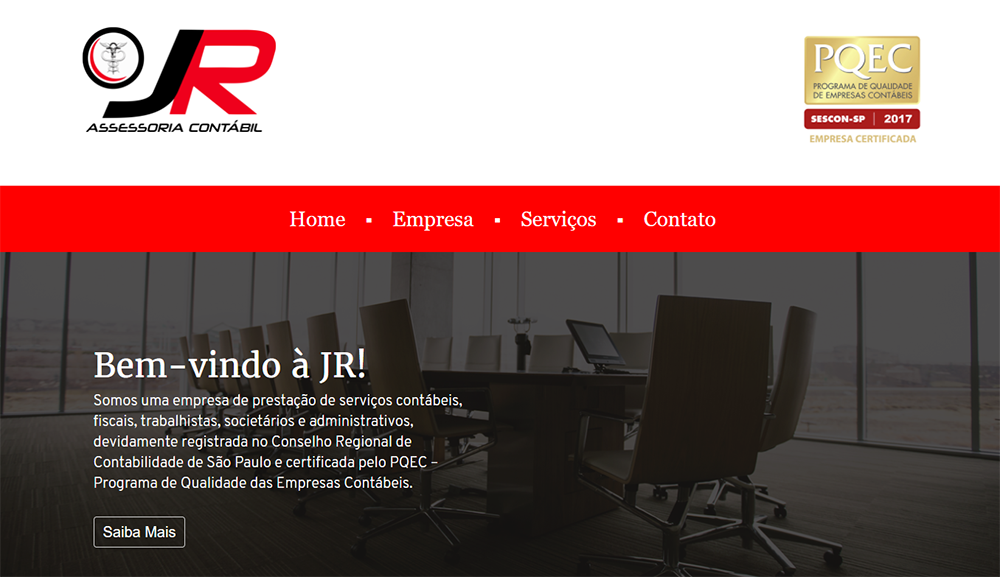 JR
ASSESSORIA CONTÁBIL
PQEC
PROGRAMA DE QUALIDADE
DE EMPRESAS CONTÁBEIS
SESCON-SP | 2017
EMPRESA CERTIFICADA
Home ▪ Empresa ▪ Serviços ▪ Contato
Bem-vindo à JR!
Somos uma empresa de prestação de serviços contábeis,
fiscais, trabalhistas, societários e administrativos,
devidamente registrada no Conselho Regional de
Contabilidade de São Paulo e certificada pelo PQEC –
Programa de Qualidade das Empresas Contábeis.
Saiba Mais